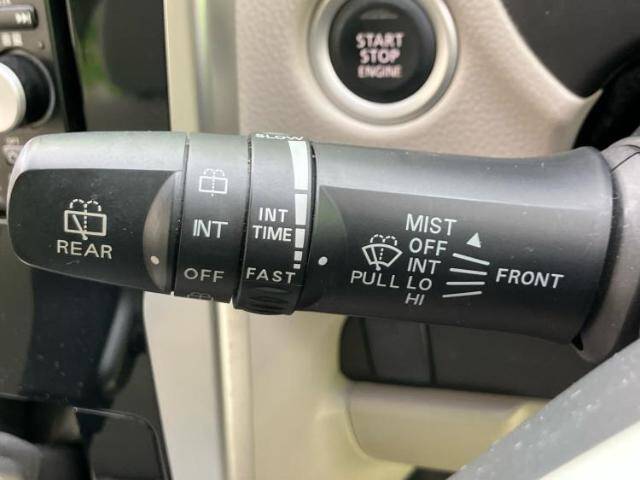 START
STOP
ENGINE
REAR
INT
OFF
SLOW
INT
TIME
FAST
MIST
OFF
INT
LO
HI
PULL
FRONT